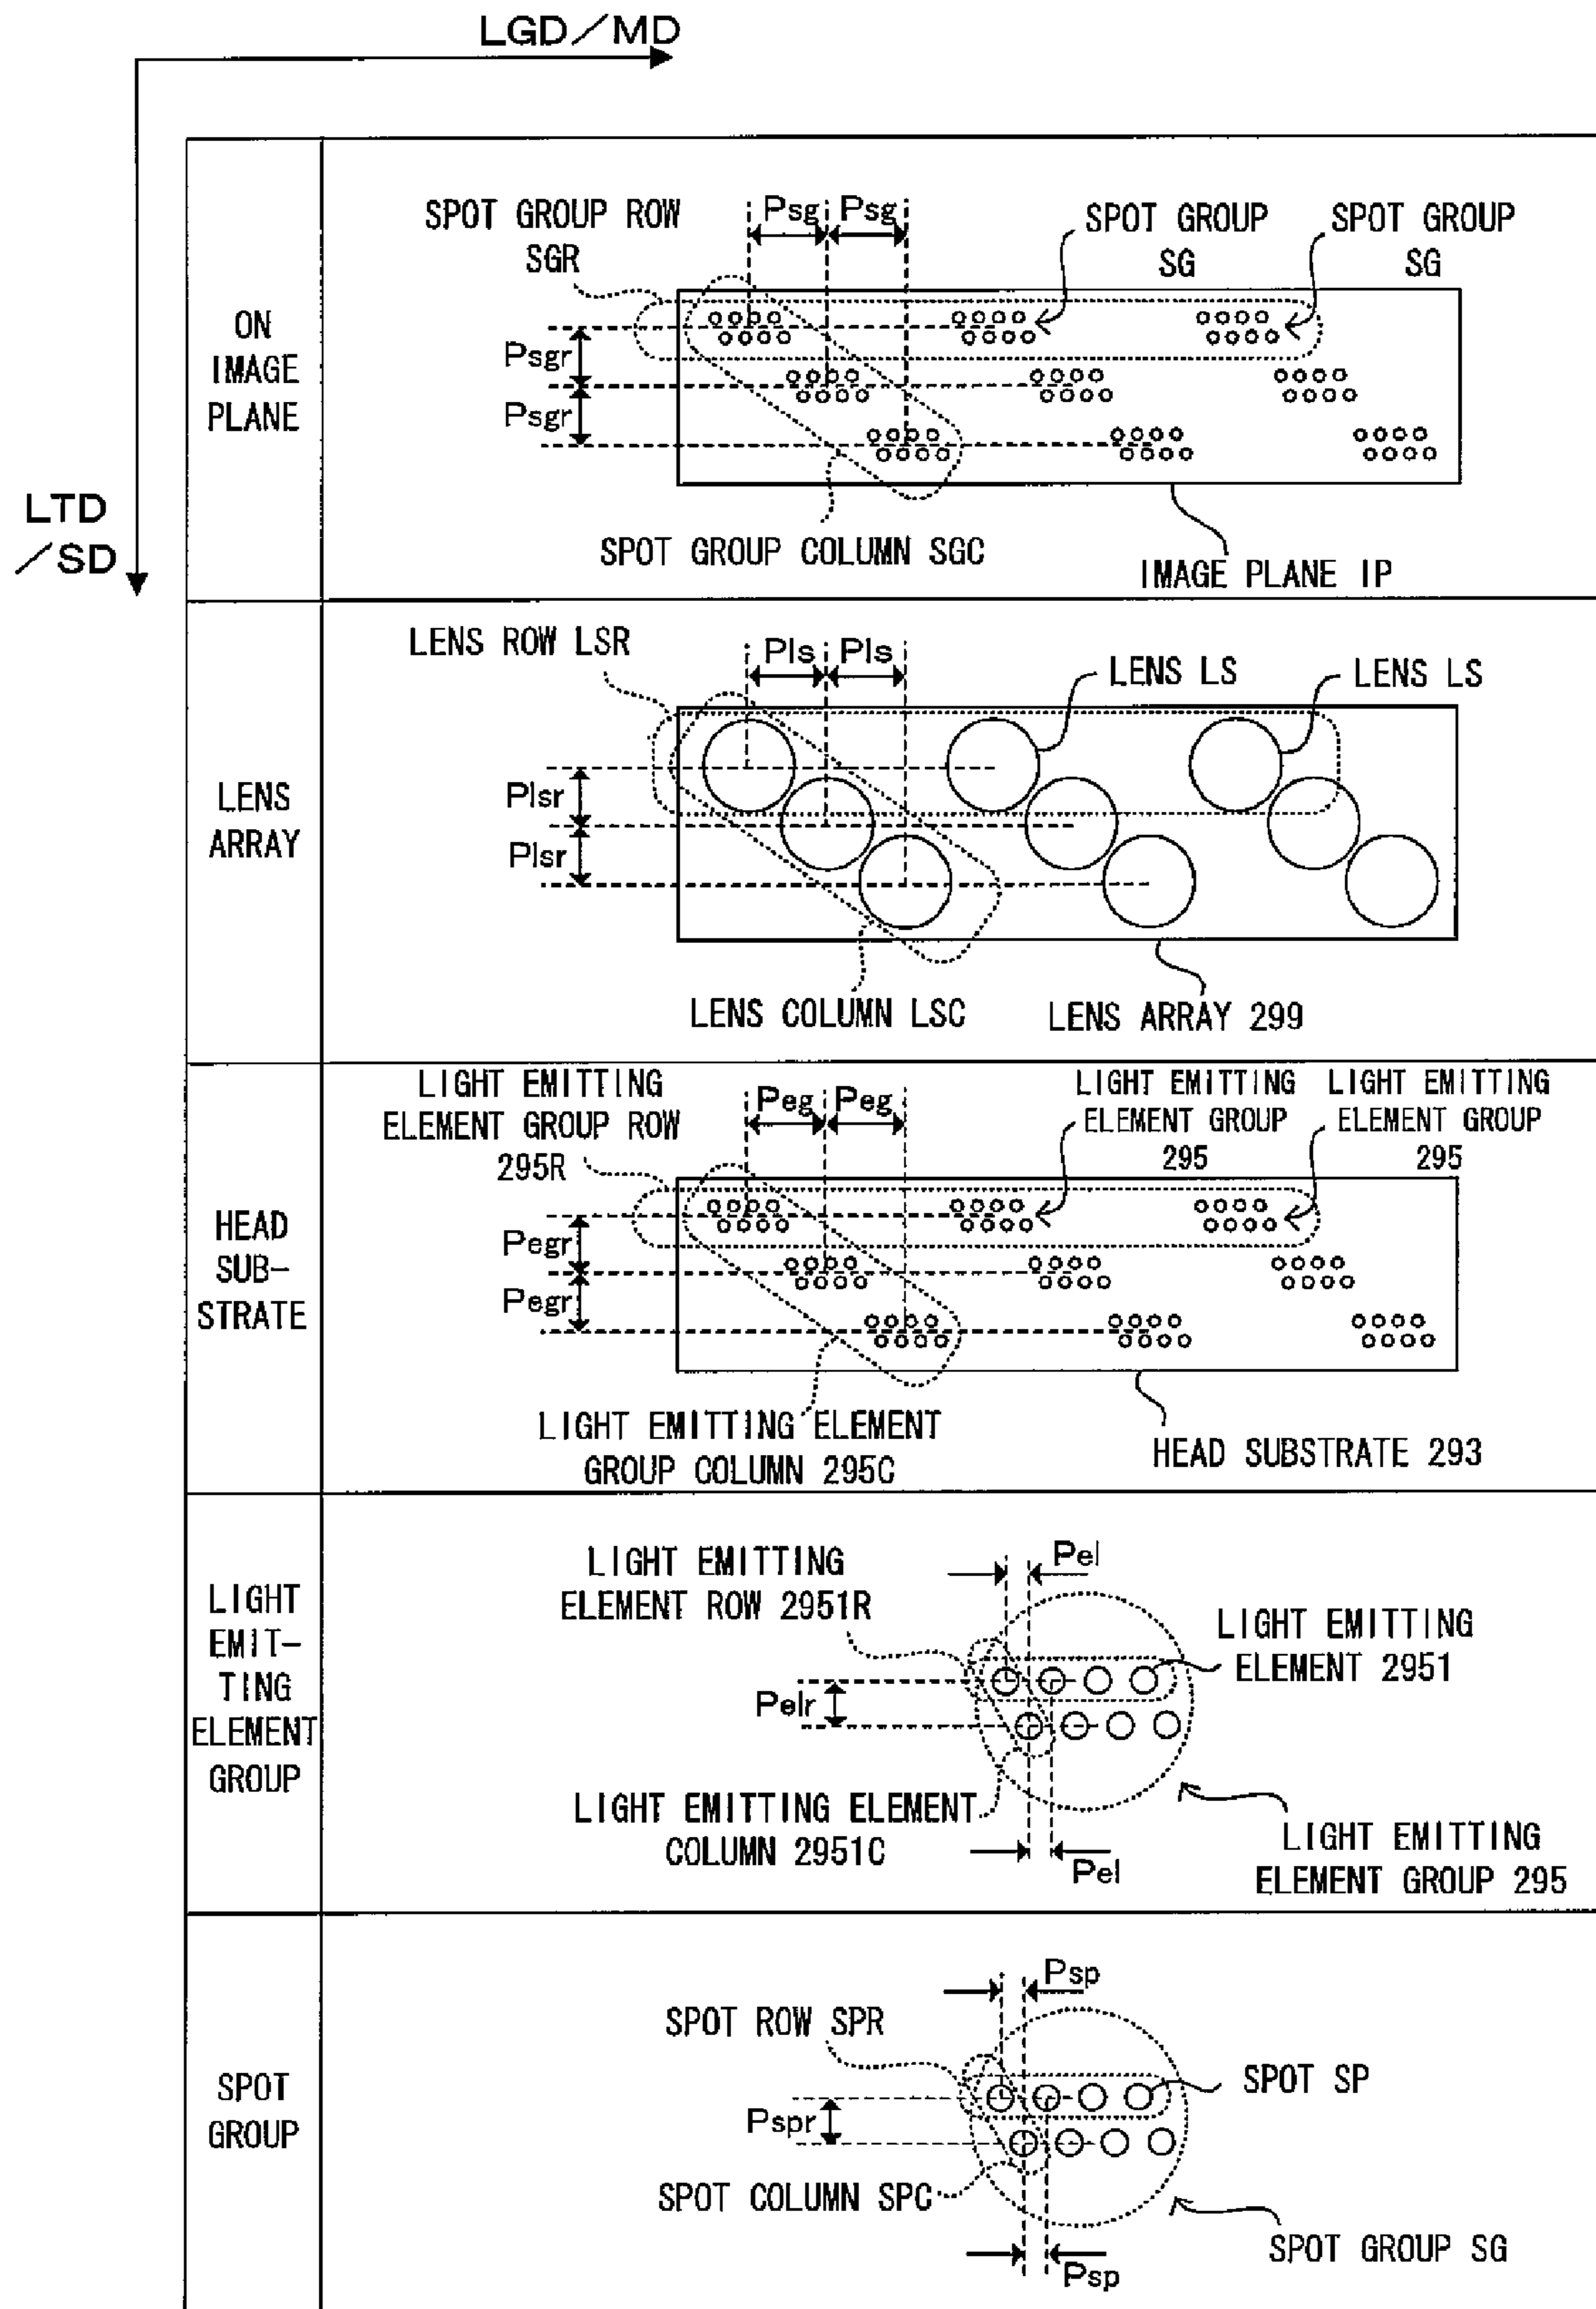 LGD／MD
LTD
／SD
ON
IMAGE
PLANE
SPOT GROUP ROW
SGR
Psg
Psg
SPOT GROUP
SG
SPOT GROUP
SG
Psgr
Psgr
SPOT GROUP COLUMN SGC
IMAGE PLANE IP
LENS
ARRAY
LENS ROW LSR
Pls
Pls
LENS LS
LENS LS
Plsr
Plsr
LENS COLUMN LSC
LENS ARRAY 299
HEAD
SUB-
STRATE
LIGHT EMITTING
ELEMENT GROUP ROW
295R
Peg
Peg
LIGHT EMITTING
ELEMENT GROUP
295
LIGHT EMITTING
ELEMENT GROUP
295
Pegr
Pegr
LIGHT EMITTING ELEMENT
GROUP COLUMN 295C
HEAD SUBSTRATE 293
LIGHT
EMIT-
TING
ELEMENT
GROUP
LIGHT EMITTING
ELEMENT ROW 2951R
Pel
LIGHT EMITTING
ELEMENT 2951
Pelr
LIGHT EMITTING ELEMENT
COLUMN 2951C
Pel
LIGHT EMITTING
ELEMENT GROUP 295
SPOT
GROUP
SPOT ROW SPR
Psp
SPOT SP
Pspr
SPOT COLUMN SPC
Psp
SPOT GROUP SG